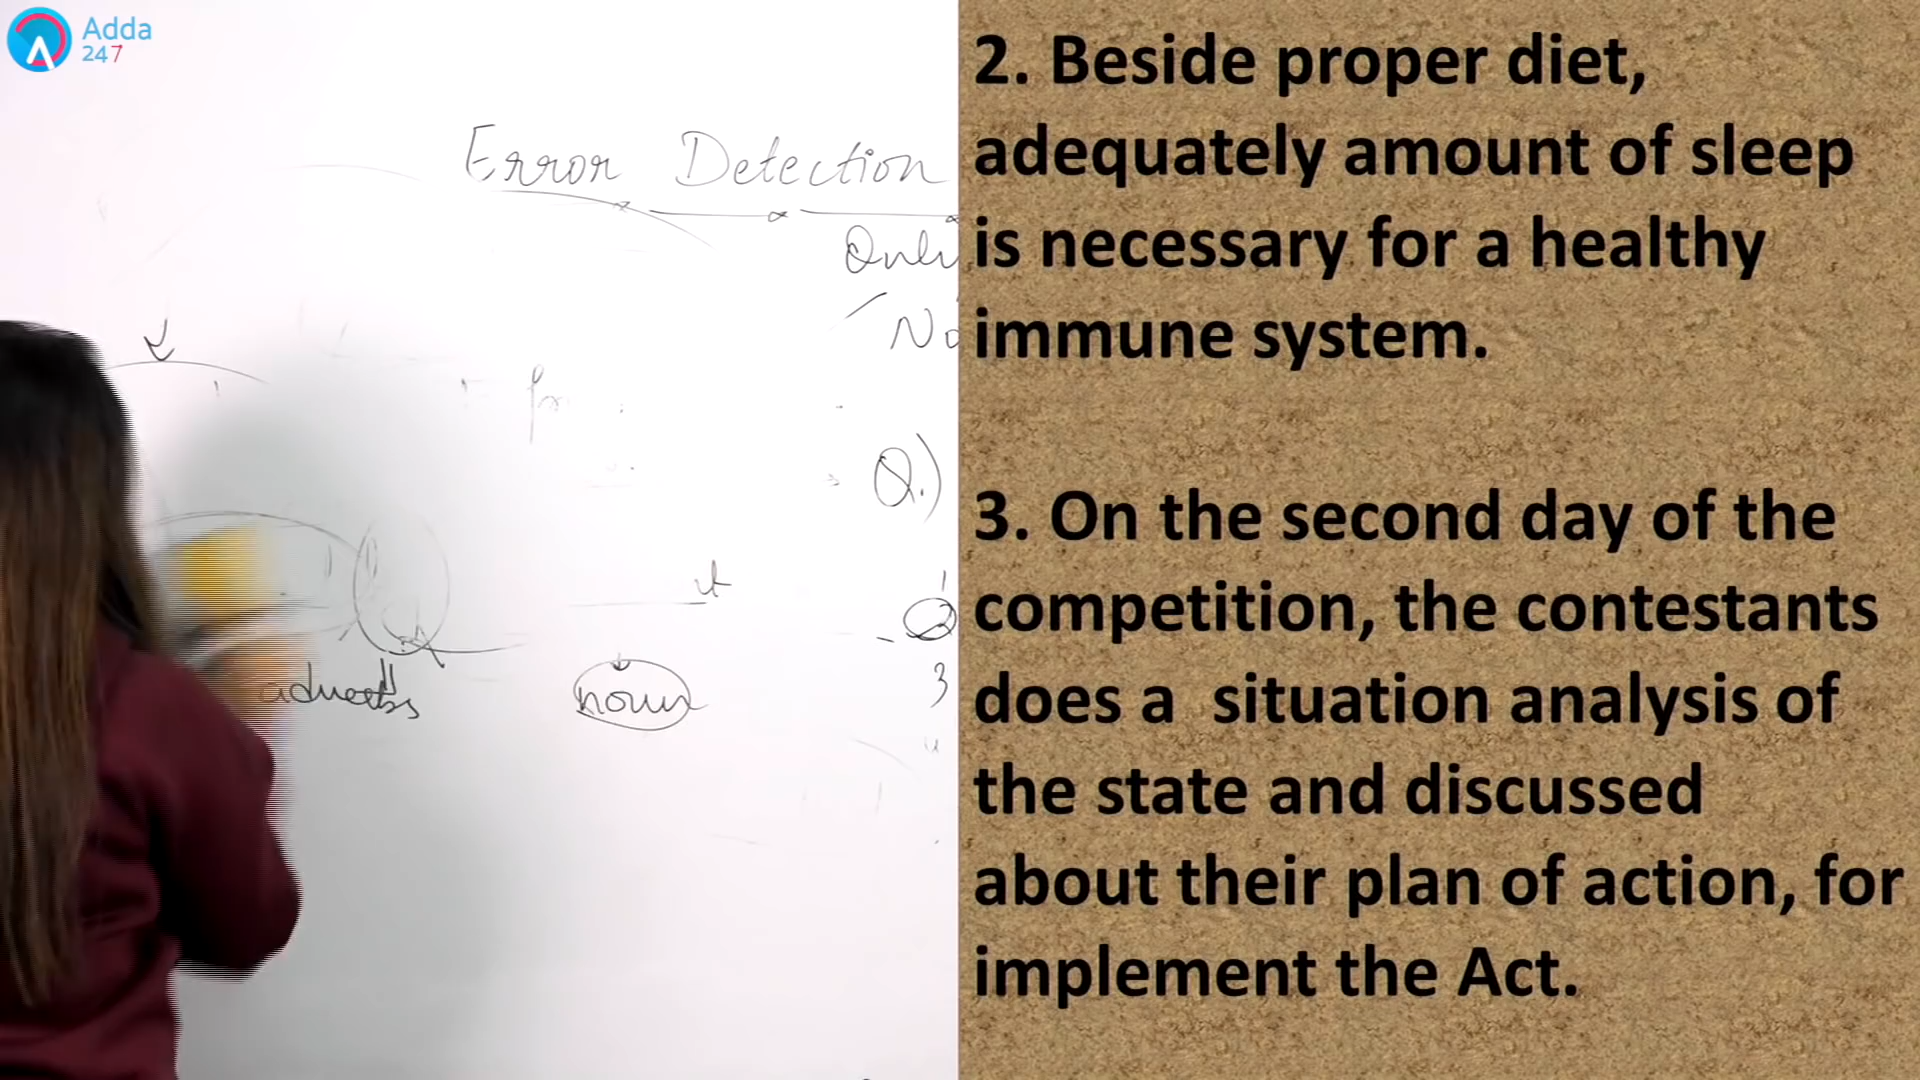 Adda
247
Error Detection
Q.)
2
3
noun
2. Beside proper diet,
adequately amount of sleep
is necessary for a healthy
immune system.
3. On the second day of the
competition, the contestants
does a situation analysis of
the state and discussed
about their plan of action, for
implement the Act.